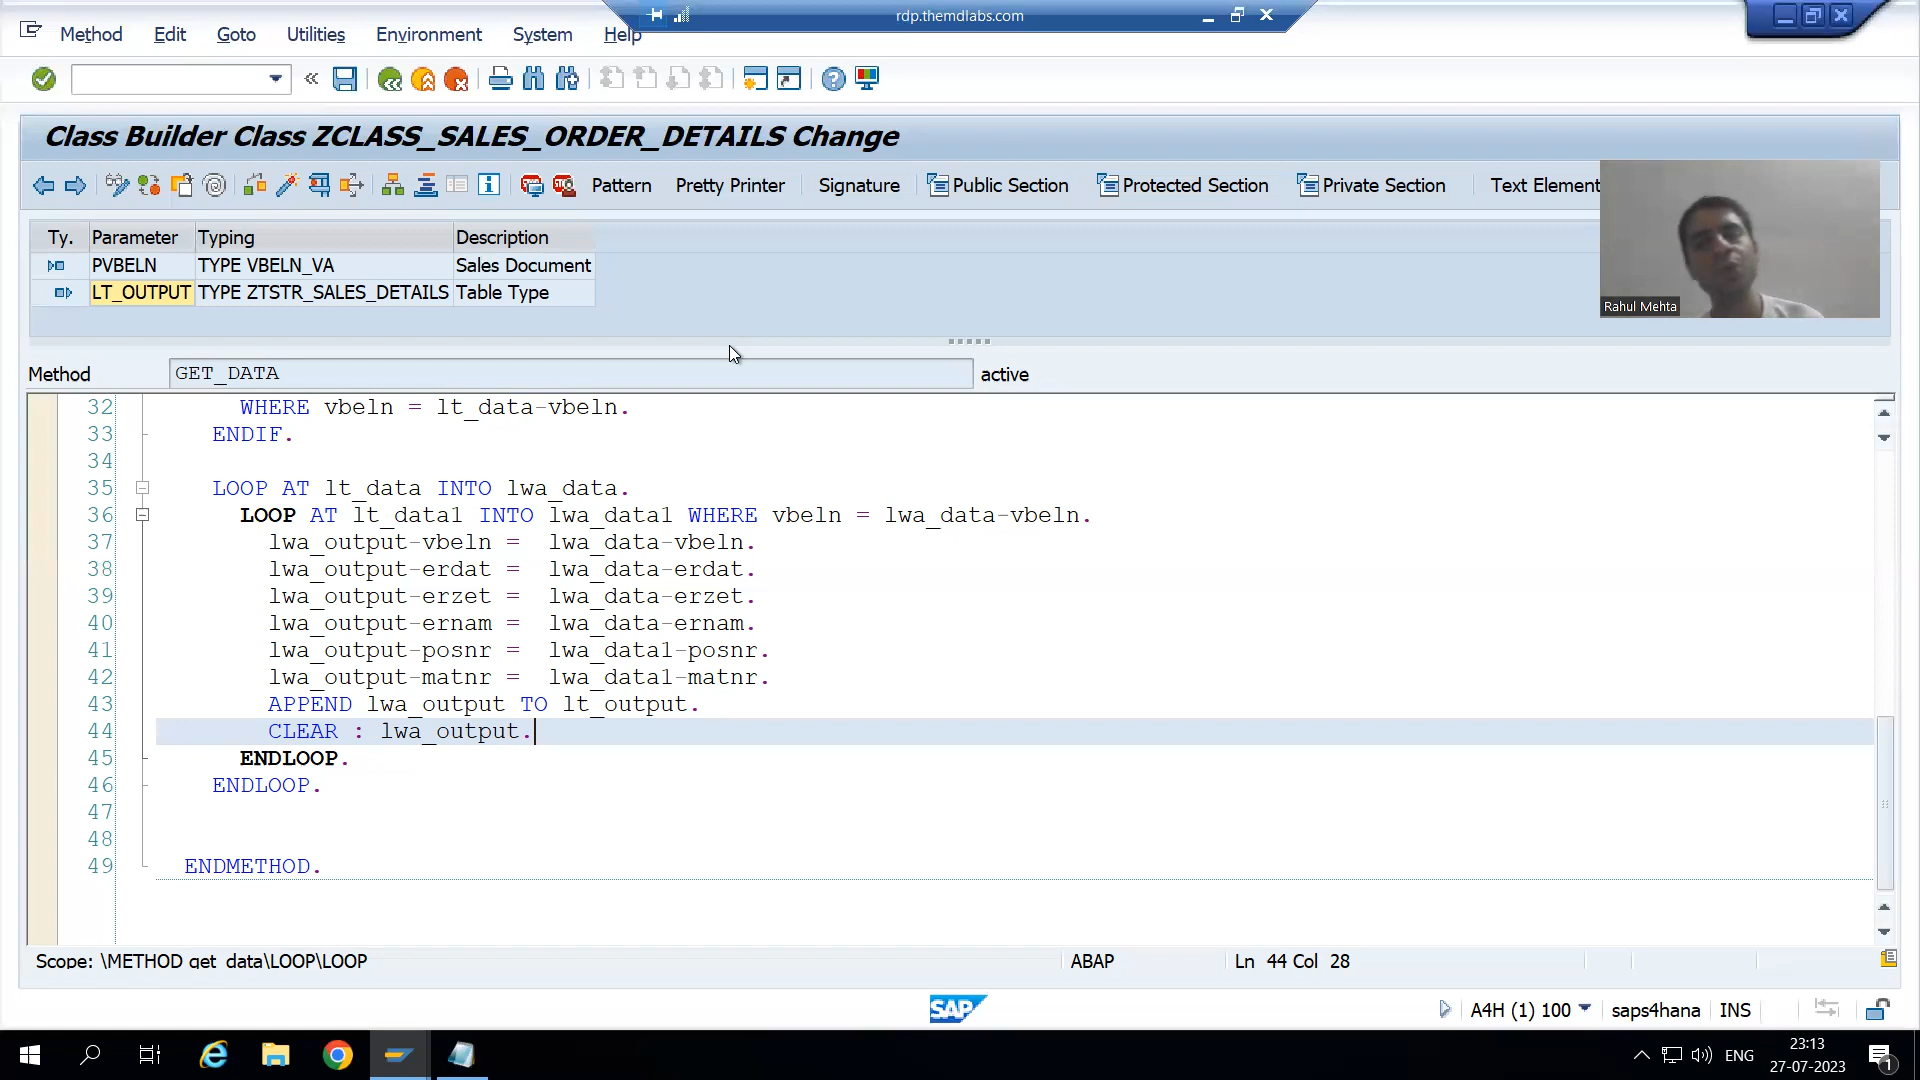 rdp.themdlabs.com
Method Edit Goto Utilities Environment System Help
Class Builder Class ZCLASS_SALES_ORDER_DETAILS Change
Pattern Pretty Printer Signature Public Section Protected Section Private Section Text Element
Ty. Parameter Typing Description
PVBELN TYPE VBELN_VA Sales Document
LT_OUTPUT TYPE ZTSTR_SALES_DETAILS Table Type
Rahul Mehta
Method GET_DATA active
32 WHERE vbeln = lt_data-vbeln.
33 ENDIF.
34
35 LOOP AT lt_data INTO lwa_data.
36 LOOP AT lt_data1 INTO lwa_data1 WHERE vbeln = lwa_data-vbeln.
37 lwa_output-vbeln = lwa_data-vbeln.
38 lwa_output-erdat = lwa_data-erdat.
39 lwa_output-erzet = lwa_data-erzet.
40 lwa_output-ernam = lwa_data-ernam.
41 lwa_output-posnr = lwa_data1-posnr.
42 lwa_output-matnr = lwa_data1-matnr.
43 APPEND lwa_output TO lt_output.
44 CLEAR : lwa_output.
45 ENDLOOP.
46 ENDLOOP.
47
48
49 ENDMETHOD.
Scope: \METHOD get_data\LOOP\LOOP ABAP Ln 44 Col 28
SAP A4H (1) 100 saps4hana INS
ENG 23:13
27-07-2023
1